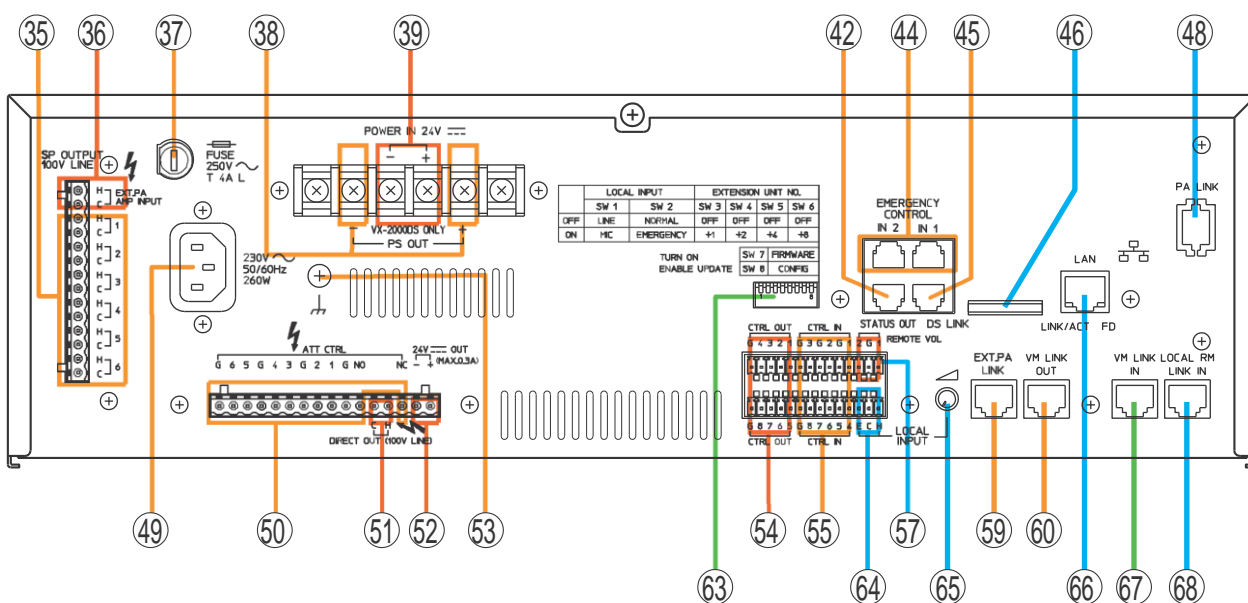 35 36 37 38 39 42 44 45 46 48
POWER IN 24V
− +
SP OUTPUT
100V LINE
FUSE
250V
T 4A L
H
C
EXT.PA
AMP INPUT
H
C
1
H
C
2
H
C
3
H
C
4
H
C
5
H
C
6
− VX-2000DS ONLY +
PS OUT
230V
50/60Hz
260W
LOCAL INPUT EXTENSION UNIT NO.
SW 1 SW 2 SW 3 SW 4 SW 5 SW 6
OFF LINE NORMAL OFF OFF OFF OFF
ON MIC EMERGENCY +1 +2 +4 +8
TURN ON SW 7 FIRMWARE
ENABLE UPDATE SW 8 CONFIG
1 8
EMERGENCY
CONTROL
IN 2 IN 1
STATUS OUT DS LINK
REMOTE VOL
PA LINK
LAN
LINK/ACT FD
ATT CTRL
G 6 5 G 4 3 G 2 1 G NO NC − +
24V OUT
(MAX.0.3A)
C H
DIRECT OUT (100V LINE)
CTRL OUT CTRL IN
G 4 3 2 1 G 3 G 2 G 1 2 G 1
G 8 7 6 5 G 8 7 6 5 4 E C H
CTRL OUT CTRL IN
LOCAL
INPUT
EXT.PA
LINK
VM LINK
OUT
VM LINK
IN
LOCAL RM
LINK IN
49 50 51 52 53 54 55 57 59 60
63 64 65 66 67 68